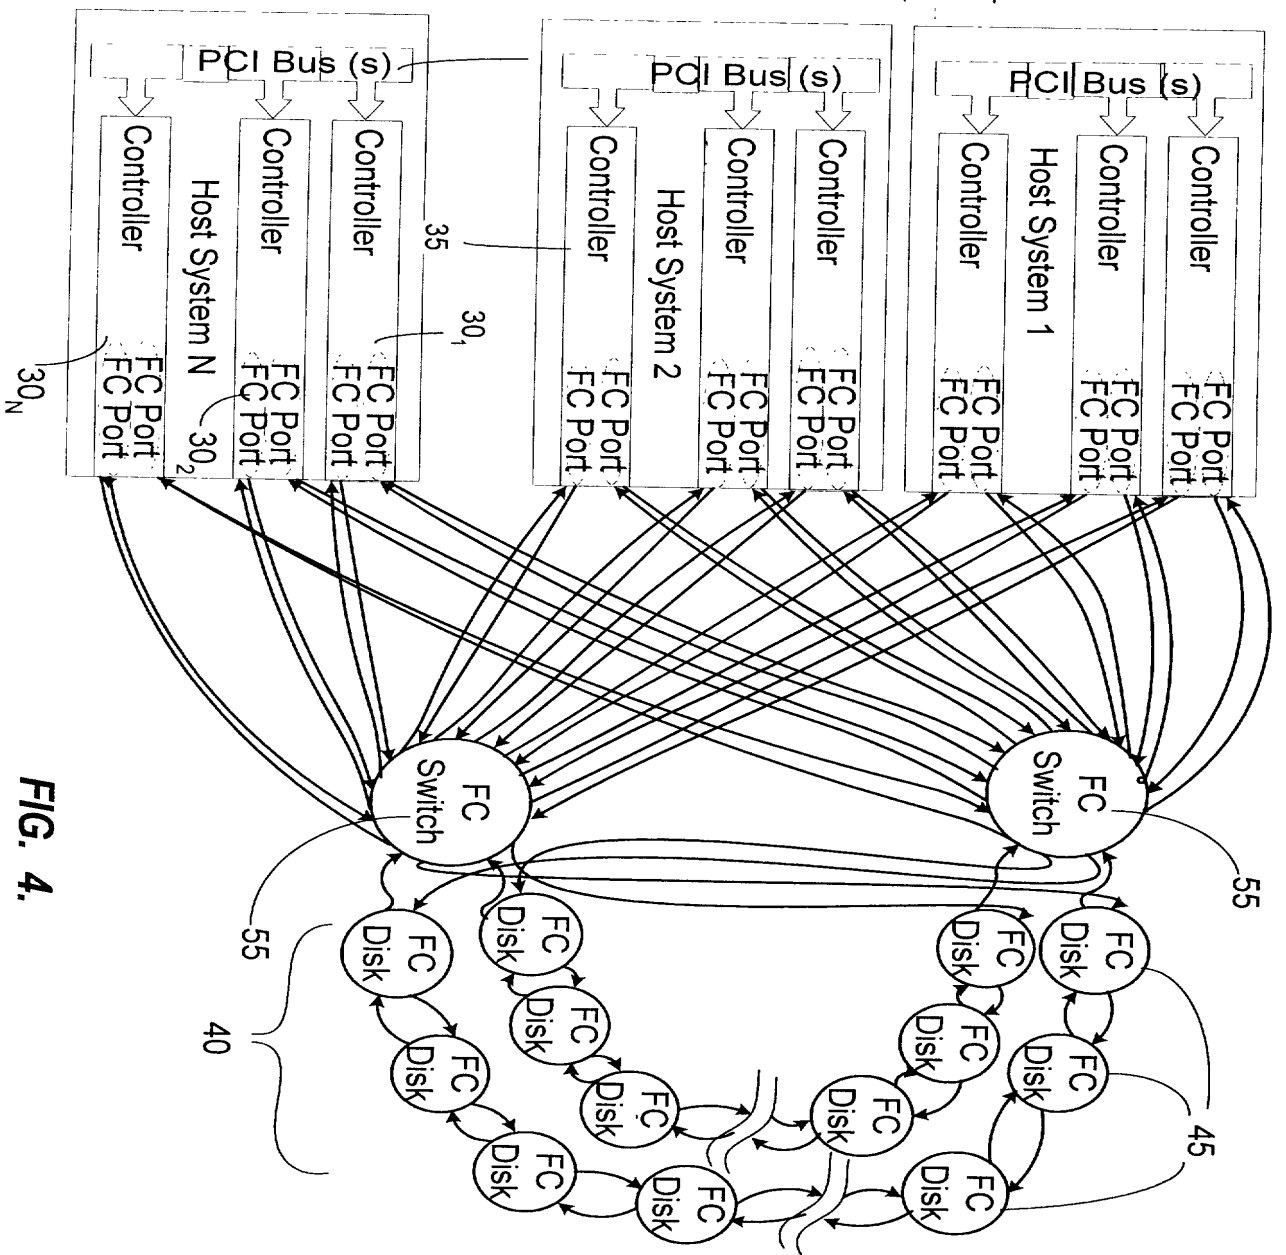 PCI Bus (s)
Controller
FC Port
FC Port
Controller
FC Port
FC Port
Controller
FC Port
FC Port
Host System 1
PCI Bus (s)
Controller
FC Port
FC Port
Controller
FC Port
FC Port
Controller
FC Port
FC Port
Host System 2
35
PCI Bus (s)
Controller
FC Port
FC Port
Controller
FC Port
FC Port
Controller
FC Port
FC Port
Host System N
30₁
30₂
30N
FC
Switch
55
FC
Switch
55
FC
Disk
FC
Disk
FC
Disk
FC
Disk
FC
Disk
FC
Disk
FC
Disk
FC
Disk
FC
Disk
FC
Disk
FC
Disk
FC
Disk
FC
Disk
45
40
FIG. 4.